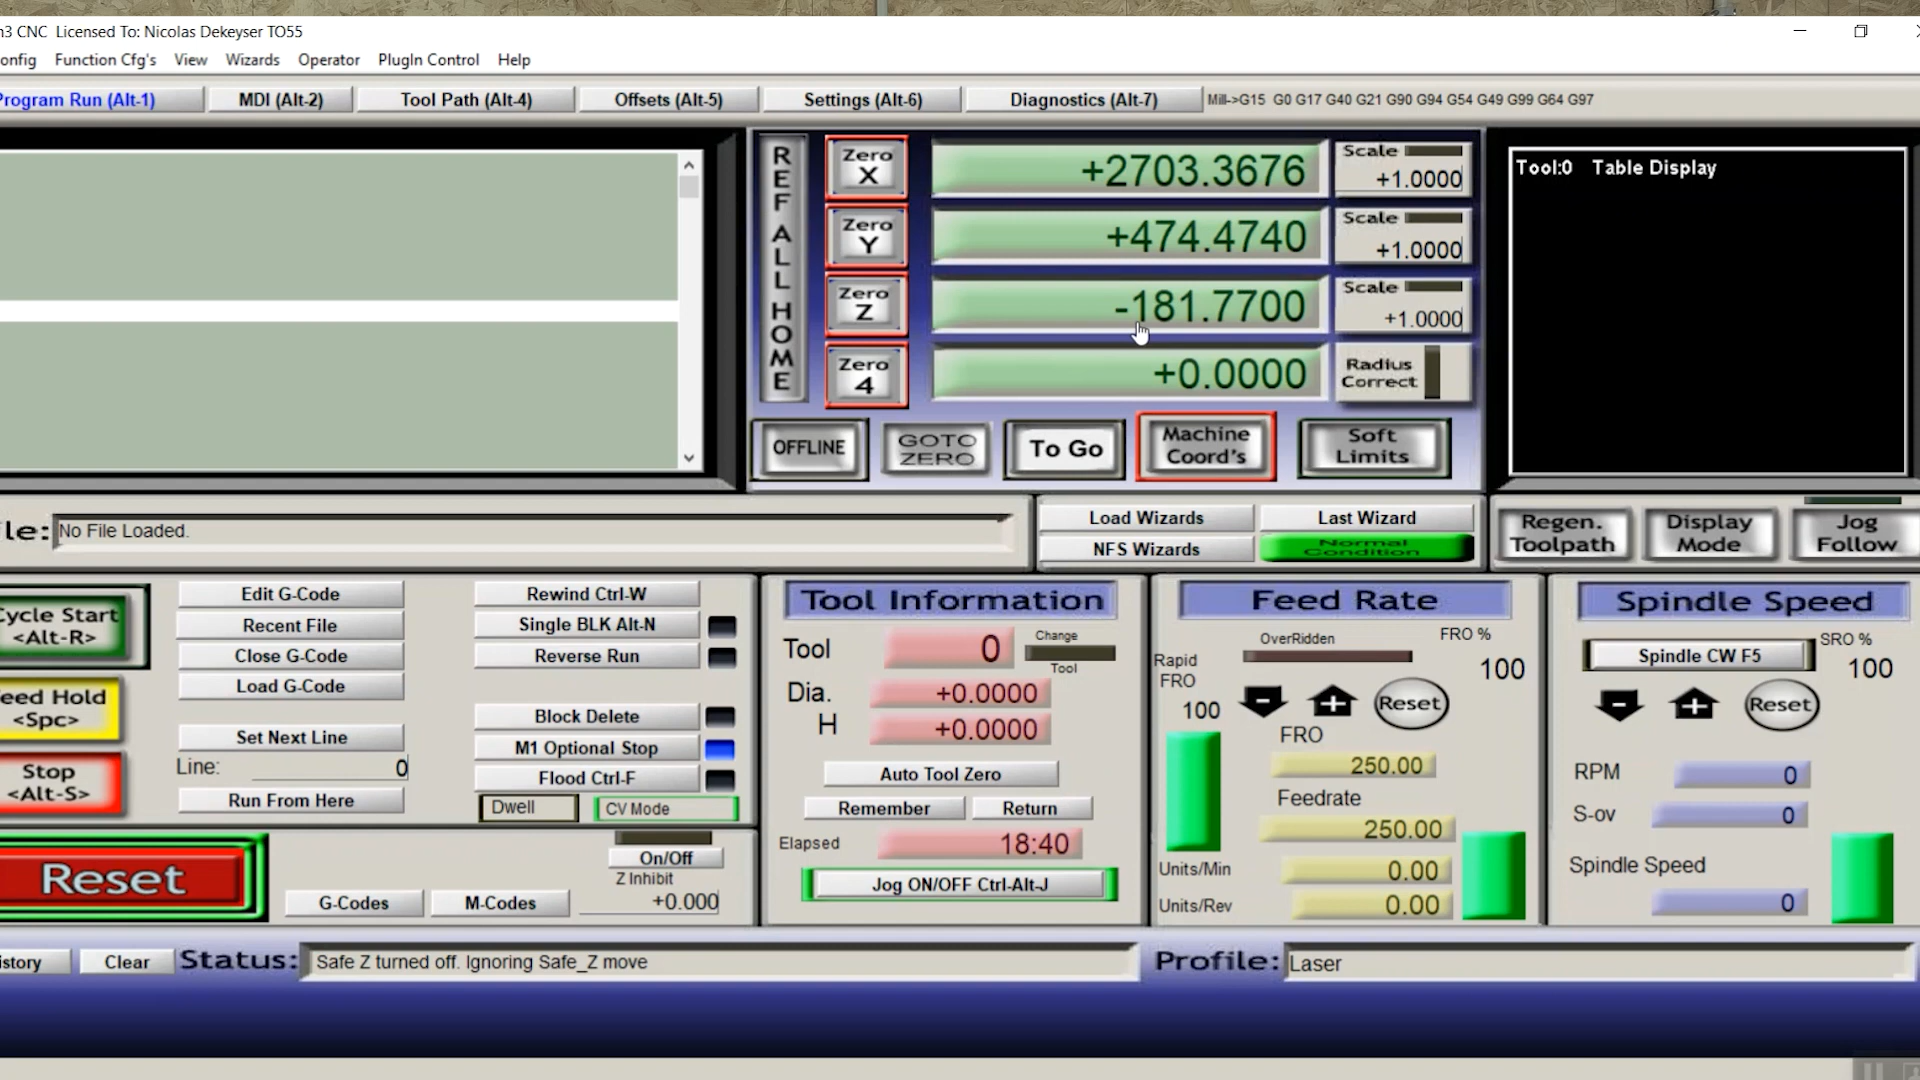 n3 CNC Licensed To: Nicolas Dekeyser TO55
onfig Function Cfg's View Wizards Operator PlugIn Control Help
Program Run (Alt-1) MDI (Alt-2) Tool Path (Alt-4) Offsets (Alt-5) Settings (Alt-6) Diagnostics (Alt-7) Mill->G15 G0 G17 G40 G21 G90 G94 G54 G49 G99 G64 G97
REF ALL HOME
Zero X +2703.3676 Scale +1.0000
Zero Y +474.4740 Scale +1.0000
Zero Z -181.7700 Scale +1.0000
Zero 4 +0.0000 Radius Correct
OFFLINE GOTO ZERO To Go Machine Coord's Soft Limits
Tool:0 Table Display
le: No File Loaded.
Load Wizards Last Wizard
NFS Wizards Normal Condition
Regen. Toolpath Display Mode Jog Follow
Cycle Start <Alt-R>
eed Hold <Spc>
Stop <Alt-S>
Edit G-Code
Recent File
Close G-Code
Load G-Code
Set Next Line
Line: 0
Run From Here
Rewind Ctrl-W
Single BLK Alt-N
Reverse Run
Block Delete
M1 Optional Stop
Flood Ctrl-F
Dwell CV Mode
Reset
G-Codes M-Codes
On/Off
Z Inhibit
+0.000
Tool Information
Tool 0 Change Tool
Dia. +0.0000
H +0.0000
Auto Tool Zero
Remember Return
Elapsed 18:40
Jog ON/OFF Ctrl-Alt-J
Feed Rate
OverRidden FRO %
100
Rapid FRO
100
Reset
FRO
250.00
Feedrate
250.00
Units/Min 0.00
Units/Rev 0.00
Spindle Speed
Spindle CW F5 SRO %
100
Reset
RPM 0
S-ov 0
Spindle Speed
0
istory Clear Status: Safe Z turned off. Ignoring Safe_Z move Profile: Laser